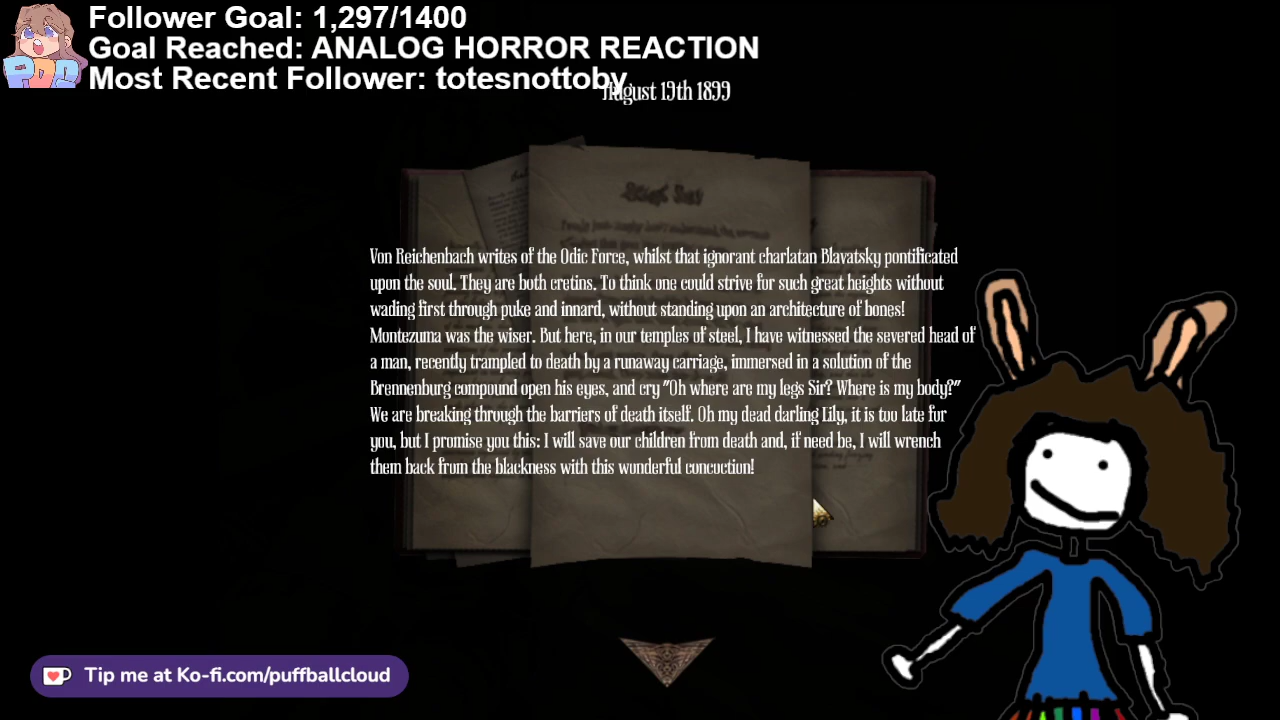 Follower Goal: 1,297/1400
Goal Reached: ANALOG HORROR REACTION
Most Recent Follower: totesnottoby
August 19th 1899
Von Reichenbach writes of the Odic Force, whilst that ignorant charlatan Blavatsky pontificated
upon the soul. They are both cretins. To think one could strive for such great heights without
wading first through puke and innard, without standing upon an architecture of bones!
Montezuma was the wiser. But here, in our temples of steel, I have witnessed the severed head of
a man, recently trampled to death by a runaway carriage, immersed in a solution of the
Brennenburg compound open his eyes, and cry "Oh where are my legs Sir? Where is my body?"
We are breaking through the barriers of death itself. Oh my dead darling Lily, it is too late for
you, but I promise you this: I will save our children from death and, if need be, I will wrench
them back from the blackness with this wonderful concoction!
Tip me at Ko-fi.com/puffballcloud